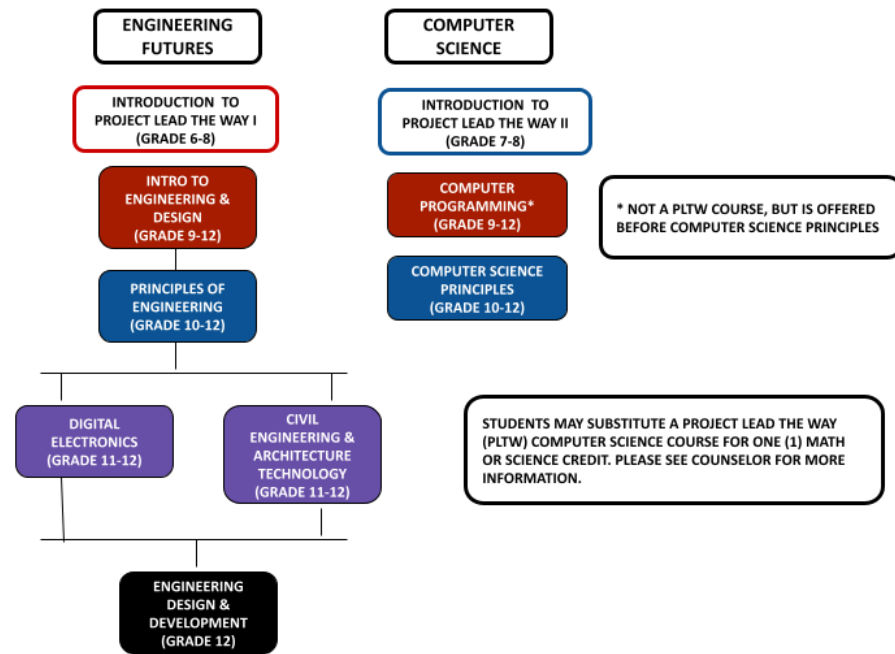 ENGINEERING
FUTURES
COMPUTER
SCIENCE
INTRODUCTION TO
PROJECT LEAD THE WAY I
(GRADE 6-8)
INTRODUCTION TO
PROJECT LEAD THE WAY II
(GRADE 7-8)
INTRO TO
ENGINEERING &
DESIGN
(GRADE 9-12)
COMPUTER
PROGRAMMING*
(GRADE 9-12)
* NOT A PLTW COURSE, BUT IS OFFERED
BEFORE COMPUTER SCIENCE PRINCIPLES
PRINCIPLES OF
ENGINEERING
(GRADE 10-12)
COMPUTER SCIENCE
PRINCIPLES
(GRADE 10-12)
DIGITAL
ELECTRONICS
(GRADE 11-12)
CIVIL
ENGINEERING &
ARCHITECTURE
TECHNOLOGY
(GRADE 11-12)
STUDENTS MAY SUBSTITUTE A PROJECT LEAD THE WAY
(PLTW) COMPUTER SCIENCE COURSE FOR ONE (1) MATH
OR SCIENCE CREDIT. PLEASE SEE COUNSELOR FOR MORE
INFORMATION.
ENGINEERING
DESIGN &
DEVELOPMENT
(GRADE 12)